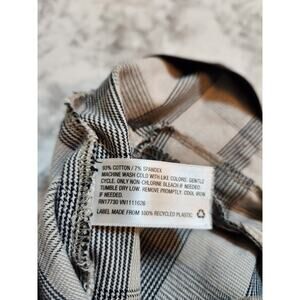 93% COTTON / 7% SPANDEX
MACHINE WASH COLD WITH LIKE COLORS. GENTLE
CYCLE. ONLY NON-CHLORINE BLEACH IF NEEDED.
TUMBLE DRY LOW. REMOVE PROMPTLY. COOL IRON
IF NEEDED.
RN17730 VN1111626
LABEL MADE FROM 100% RECYCLED PLASTIC